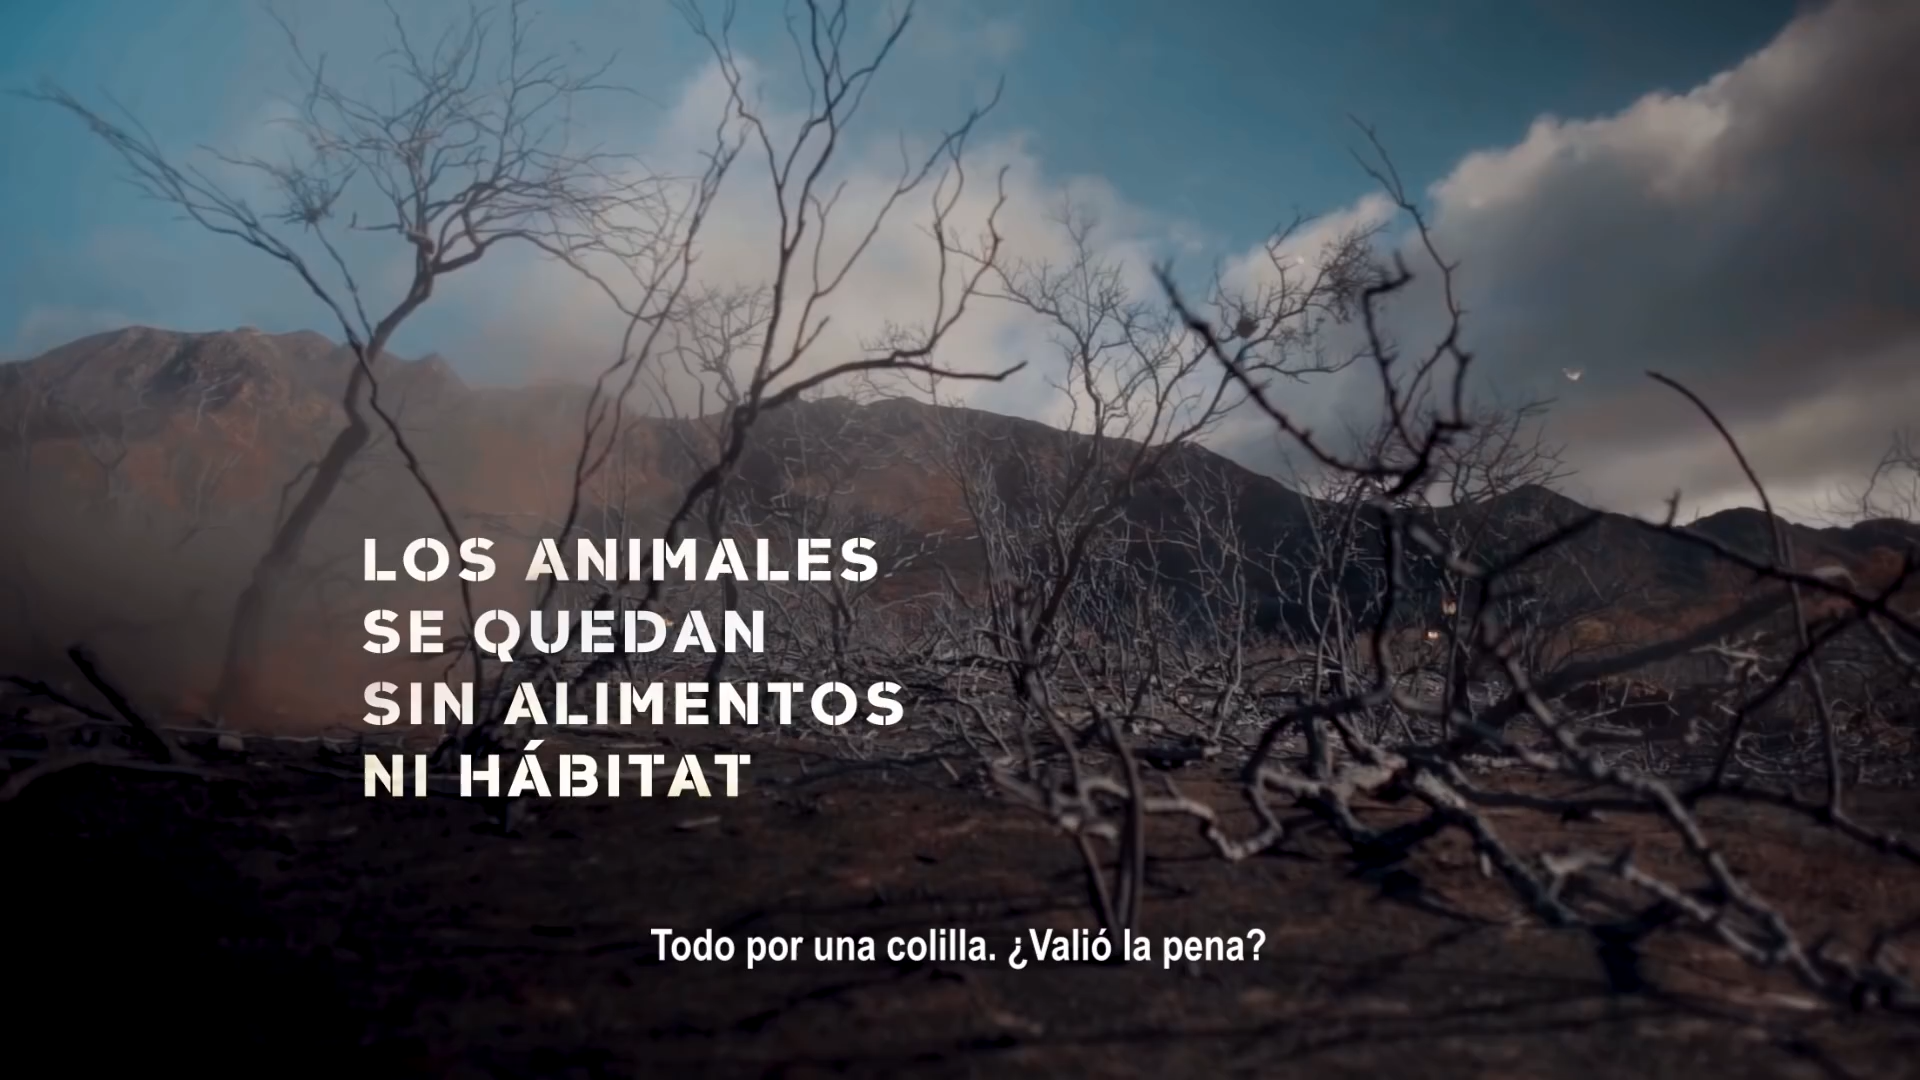 LOS ANIMALES
SE QUEDAN
SIN ALIMENTOS
NI HÁBITAT
Todo por una colilla. ¿Valió la pena?